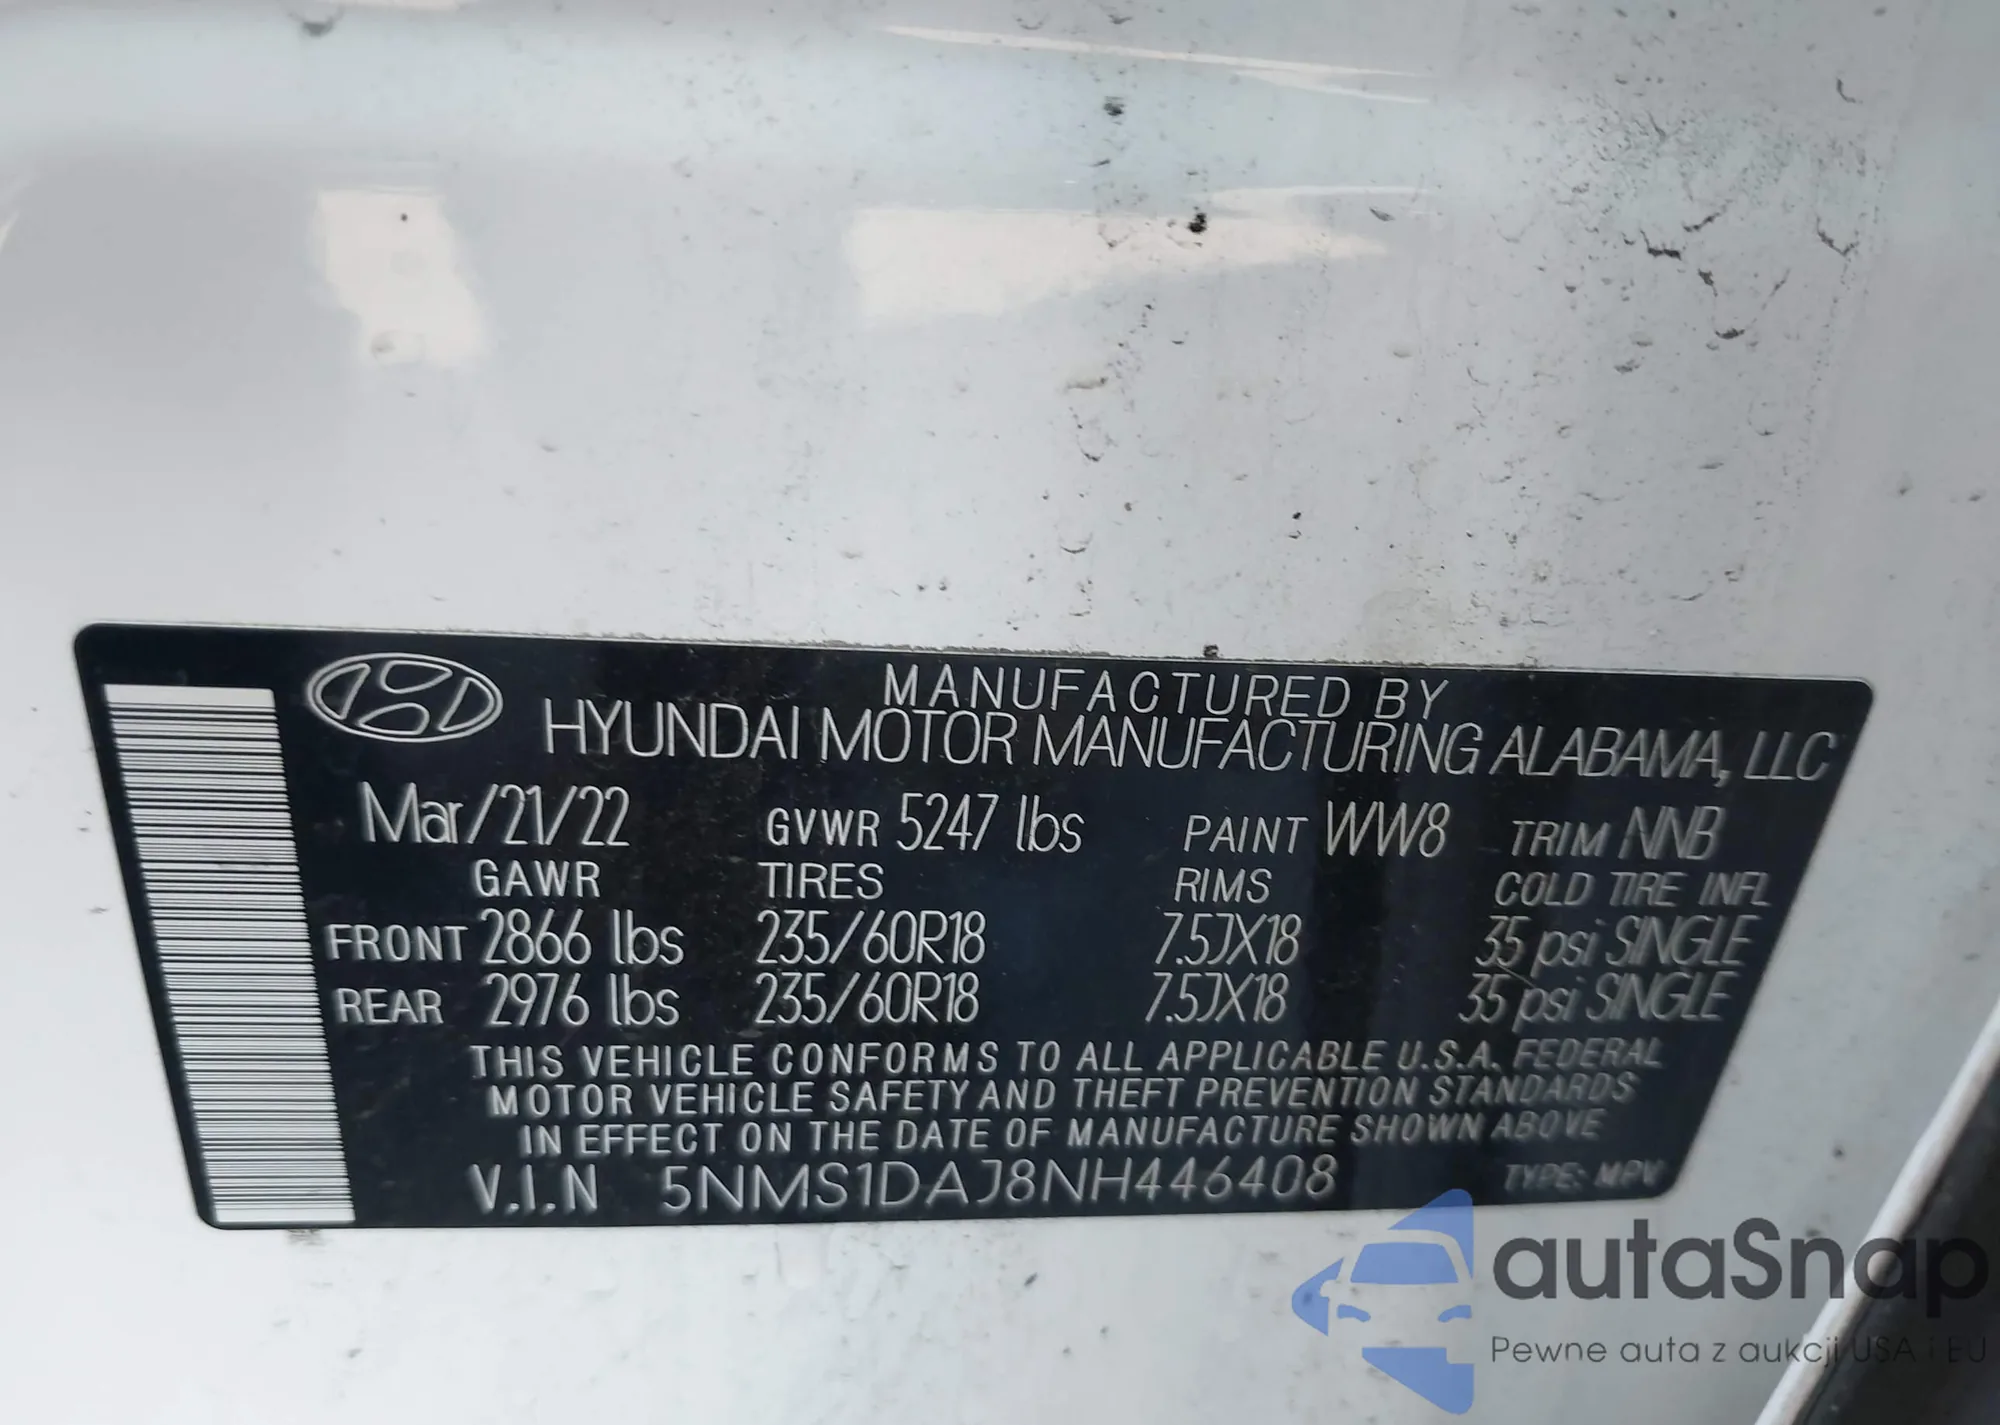 MANUFACTURED BY
HYUNDAI MOTOR MANUFACTURING ALABAMA, LLC
Mar/21/22 GVWR 5247 lbs PAINT WW8 TRIM NNB
GAWR TIRES RIMS COLD TIRE INFL
FRONT 2866 lbs 235/60R18 7.5JX18 35 psi SINGLE
REAR 2976 lbs 235/60R18 7.5JX18 35 psi SINGLE
THIS VEHICLE CONFORMS TO ALL APPLICABLE U.S.A. FEDERAL
MOTOR VEHICLE SAFETY AND THEFT PREVENTION STANDARDS
IN EFFECT ON THE DATE OF MANUFACTURE SHOWN ABOVE
V.I.N 5NMS1DAJ8NH446408 TYPE: MPV
autaSnap
Pewne auta z aukcji USA i EU